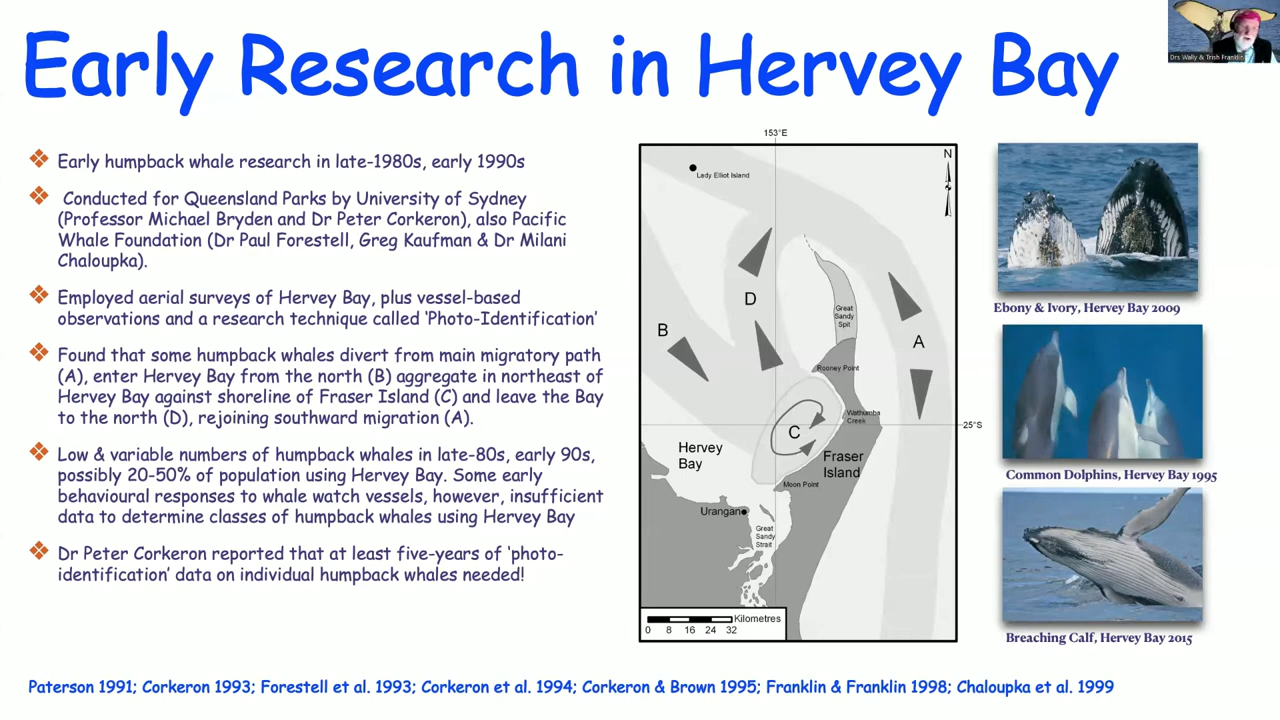 Early Research in Hervey Bay
Drs Wally & Trish Franklin
Early humpback whale research in late-1980s, early 1990s
Conducted for Queensland Parks by University of Sydney
(Professor Michael Bryden and Dr Peter Corkeron), also Pacific
Whale Foundation (Dr Paul Forestell, Greg Kaufman & Dr Milani
Chaloupka).
Employed aerial surveys of Hervey Bay, plus vessel-based
observations and a research technique called ‘Photo-Identification’
Found that some humpback whales divert from main migratory path
(A), enter Hervey Bay from the north (B) aggregate in northeast of
Hervey Bay against shoreline of Fraser Island (C) and leave the Bay
to the north (D), rejoining southward migration (A).
Low & variable numbers of humpback whales in late-80s, early 90s,
possibly 20-50% of population using Hervey Bay. Some early
behavioural responses to whale watch vessels, however, insufficient
data to determine classes of humpback whales using Hervey Bay
Dr Peter Corkeron reported that at least five-years of ‘photo-
identification’ data on individual humpback whales needed!
153°E
N
Lady Elliot Island
D
B
A
Great
Sandy
Spit
Rooney Point
Wathumba
Creek
25°S
C
Hervey
Bay
Fraser
Island
Moon Point
Urangan
Great
Sandy
Strait
Kilometres
0 8 16 24 32
Ebony & Ivory, Hervey Bay 2009
Common Dolphins, Hervey Bay 1995
Breaching Calf, Hervey Bay 2015
Paterson 1991; Corkeron 1993; Forestell et al. 1993; Corkeron et al. 1994; Corkeron & Brown 1995; Franklin & Franklin 1998; Chaloupka et al. 1999